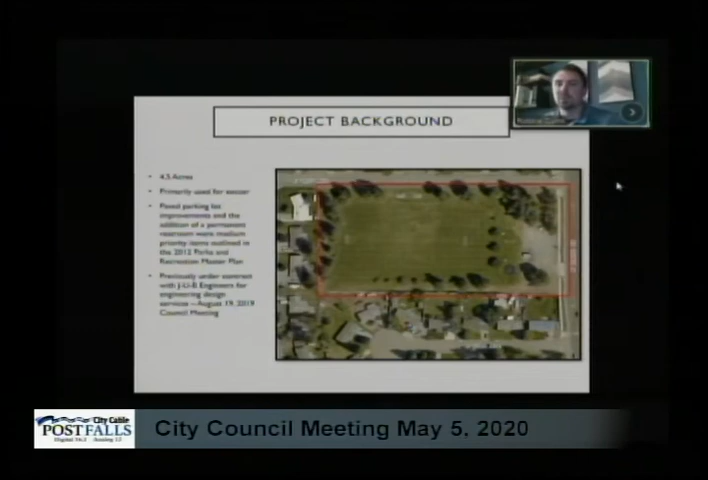 PROJECT BACKGROUND
• 4.5 Acres
• Primarily used for soccer
• Paved parking lot
improvements and the
addition of a permanent
restroom were medium
priority items outlined in
the 2012 Parks and
Recreation Master Plan
• Previously under contract
with J-U-B Engineers for
engineering design
services – August 19, 2019
Council Meeting
City Cable
POST FALLS
City Council Meeting May 5, 2020